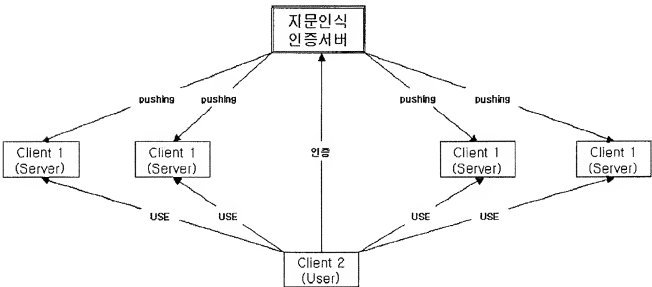 지문인식
인증서버
pushing pushing pushing pushing
Client 1 Client 1 Client 1 Client 1
(Server) (Server) (Server) (Server)
인증
USE USE USE USE
Client 2
(User)